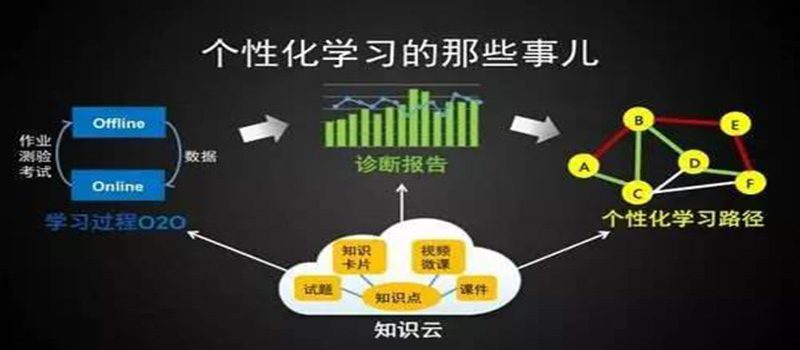 个性化学习的那些事儿
Offline
作业
测验
考试
数据
Online
学习过程O2O
诊断报告
B
E
A
D
C
F
个性化学习路径
知识
卡片
视频
微课
试题
知识点
课件
知识云